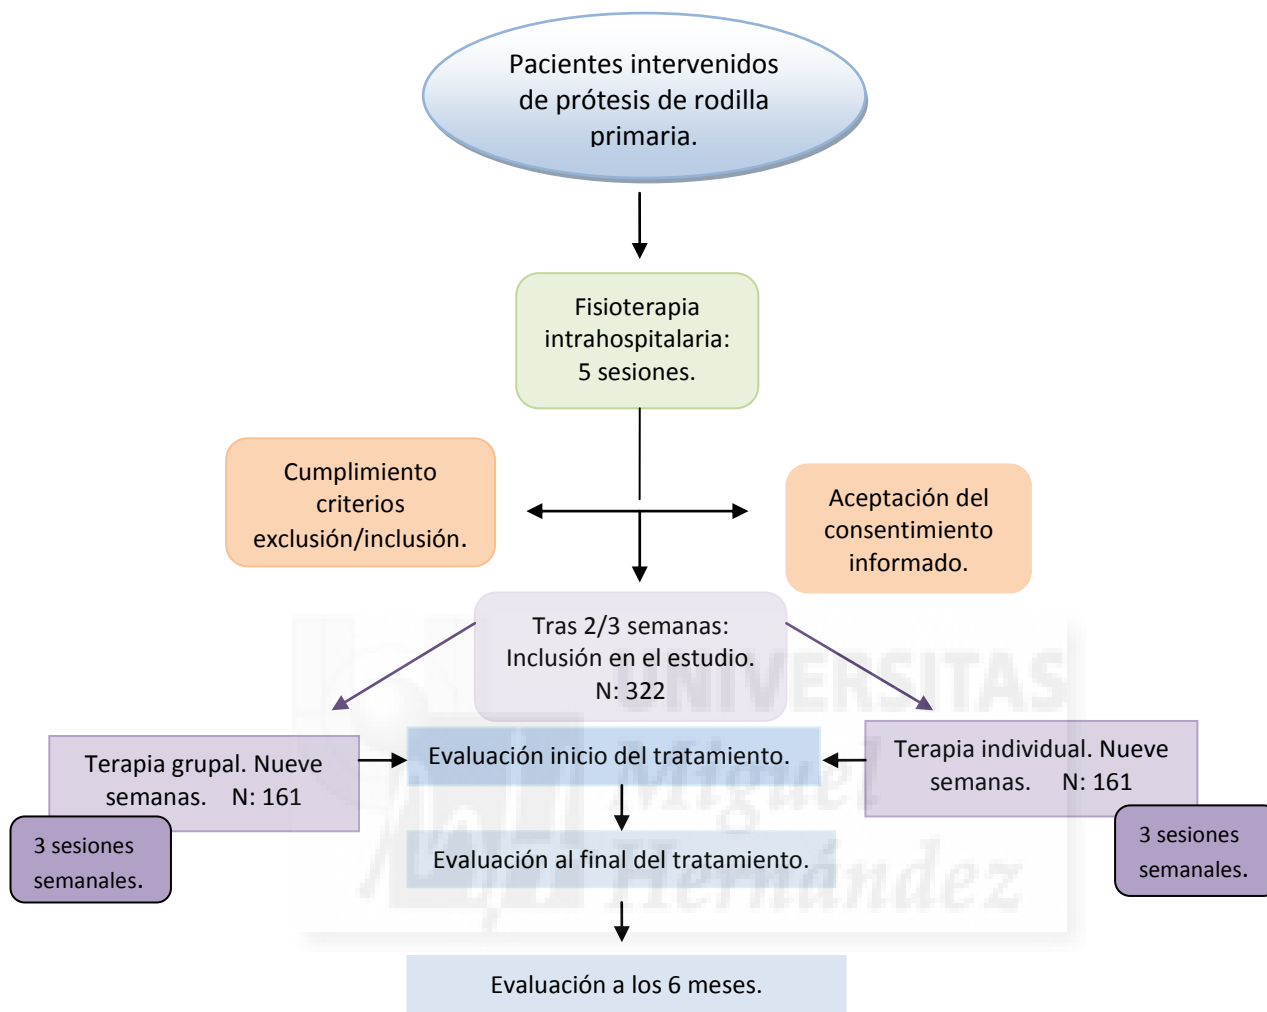 Pacientes intervenidos
de prótesis de rodilla
primaria.
Fisioterapia
intrahospitalaria:
5 sesiones.
Cumplimiento
criterios
exclusión/inclusión.
Aceptación del
consentimiento
informado.
Tras 2/3 semanas:
Inclusión en el estudio.
N: 322
UNIVERSITAS
Miguel
Hernández
Terapia grupal. Nueve
semanas. N: 161
3 sesiones
semanales.
Evaluación inicio del tratamiento.
Terapia individual. Nueve
semanas. N: 161
3 sesiones
semanales.
Evaluación al final del tratamiento.
Evaluación a los 6 meses.